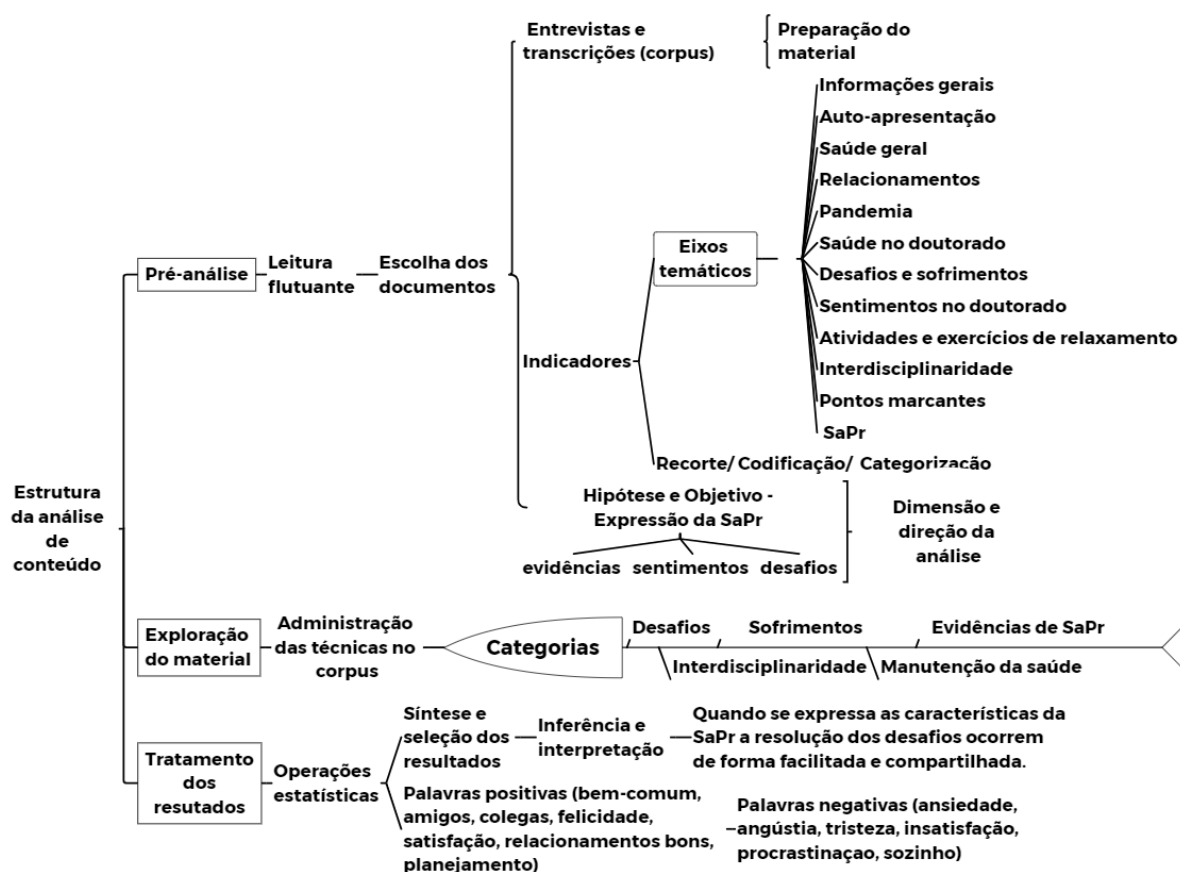 Estrutura
da análise
de
conteúdo
Pré-análise
Leitura
flutuante
Escolha dos
documentos
Entrevistas e
transcrições (corpus)
Preparação do
material
Indicadores
Eixos
temáticos
Informações gerais
Auto-apresentação
Saúde geral
Relacionamentos
Pandemia
Saúde no doutorado
Desafios e sofrimentos
Sentimentos no doutorado
Atividades e exercícios de relaxamento
Interdisciplinaridade
Pontos marcantes
SaPr
Recorte/ Codificação/ Categorização
Hipótese e Objetivo -
Expressão da SaPr
evidências sentimentos desafios
Dimensão e
direção da
análise
Exploração
do material
Administração
das técnicas no
corpus
Categorias
Desafios
Sofrimentos
Evidências de SaPr
Interdisciplinaridade
Manutenção da saúde
Tratamento
dos
resutados
Operações
estatísticas
Síntese e
seleção dos
resultados
Inferência e
interpretação
Quando se expressa as características da
SaPr a resolução dos desafios ocorrem
de forma facilitada e compartilhada.
Palavras positivas (bem-comum,
amigos, colegas, felicidade,
satisfação, relacionamentos bons,
planejamento)
Palavras negativas (ansiedade,
angústia, tristeza, insatisfação,
procrastinaçao, sozinho)